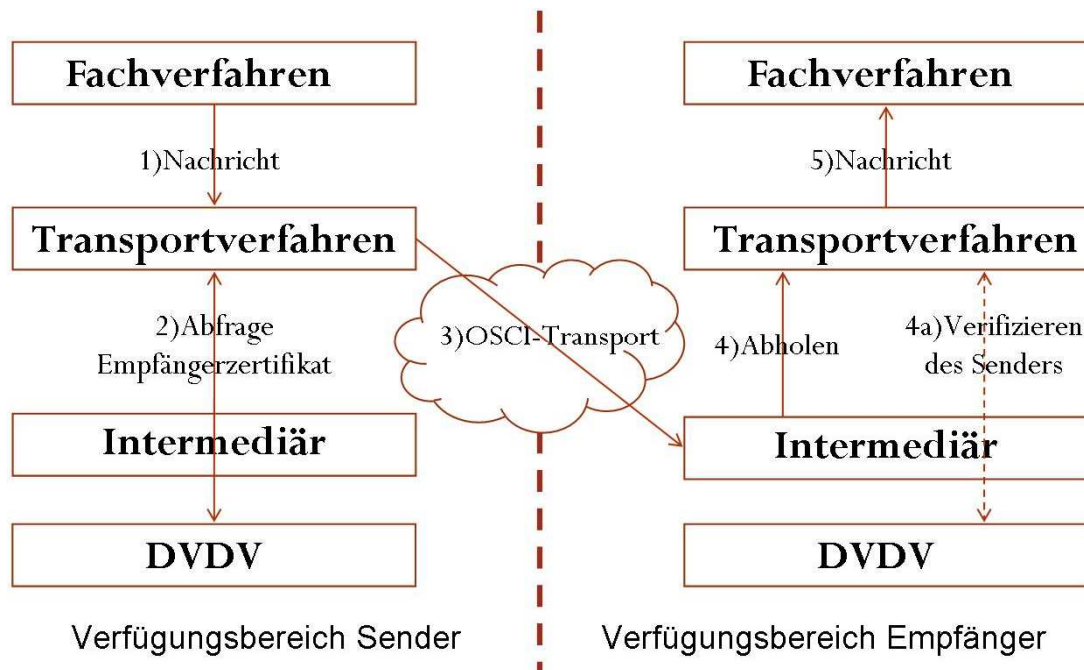 Fachverfahren
1)Nachricht
Transportverfahren
2)Abfrage
Empfängerzertifikat
Intermediär
DVDV
Verfügungsbereich Sender
3)OSCI-Transport
Fachverfahren
5)Nachricht
Transportverfahren
4)Abholen
4a)Verifizieren
des Senders
Intermediär
DVDV
Verfügungsbereich Empfänger